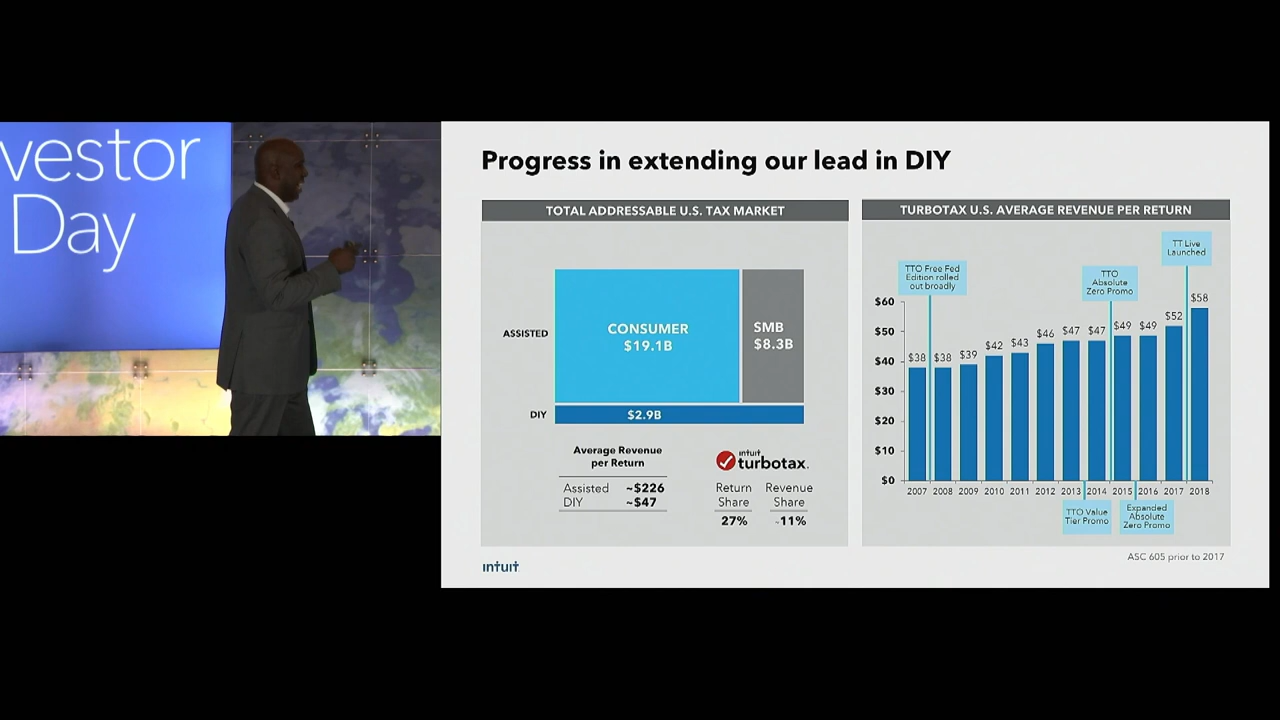 vestor
Day
Progress in extending our lead in DIY
TOTAL ADDRESSABLE U.S. TAX MARKET
ASSISTED
CONSUMER
$19.1B
SMB
$8.3B
DIY
$2.9B
Average Revenue
per Return
Assisted ~$226
DIY ~$47
intuit
turbotax.
Return Share
Revenue Share
27% ~11%
TURBOTAX U.S. AVERAGE REVENUE PER RETURN
TT Live
Launched
TTO Free Fed
Edition rolled
out broadly
TTO
Absolute
Zero Promo
$60
$50
$40
$30
$20
$10
$0
$38 $38 $39 $42 $43 $46 $47 $47 $49 $49 $52 $58
2007 2008 2009 2010 2011 2012 2013 2014 2015 2016 2017 2018
TTO Value
Tier Promo
Expanded
Absolute
Zero Promo
ASC 605 prior to 2017
intuit